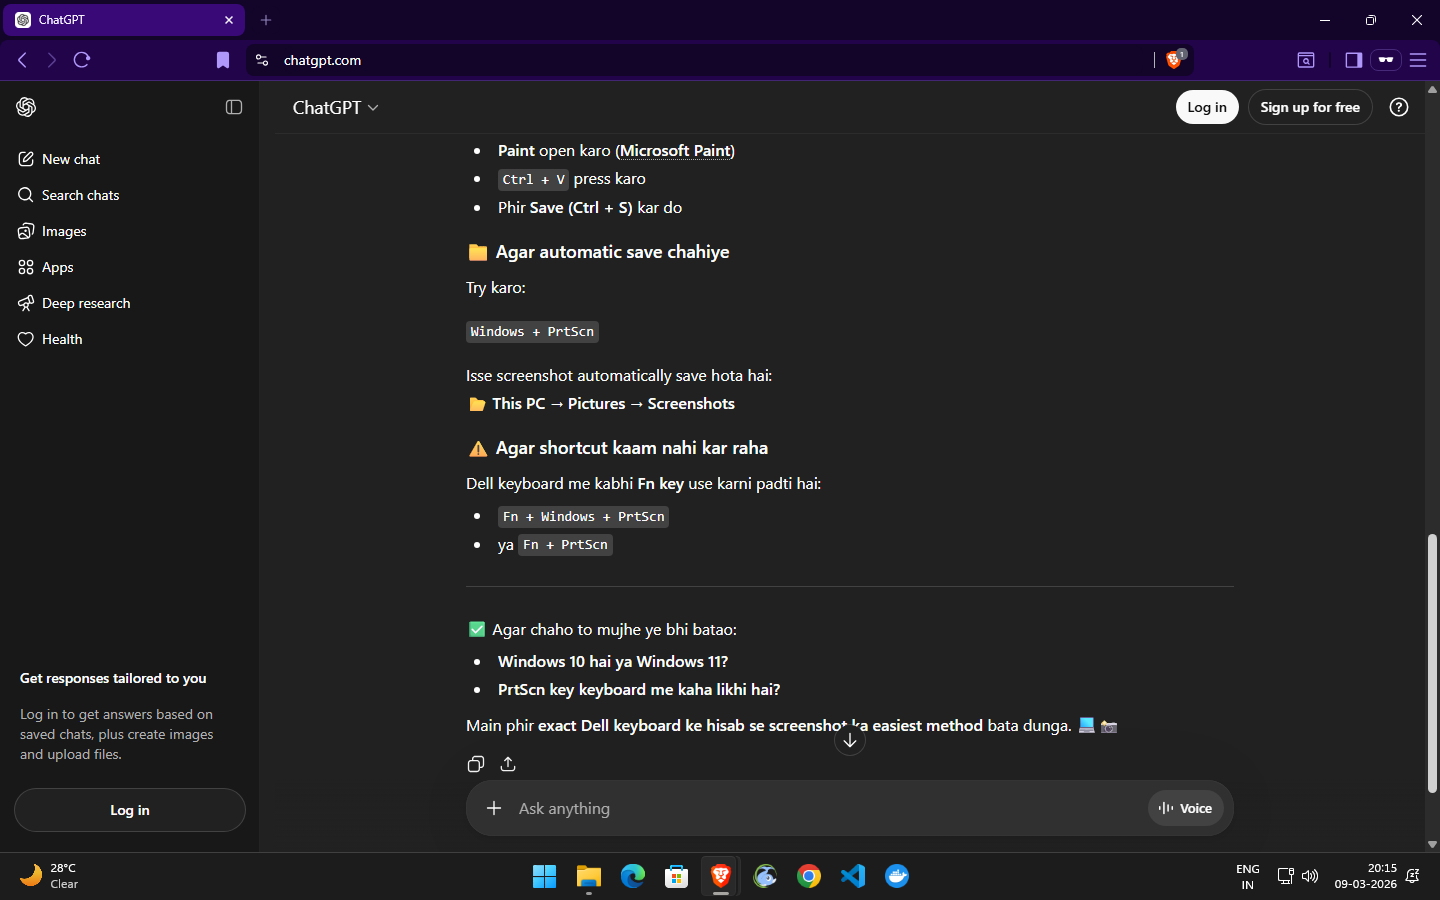 ChatGPT
chatgpt.com
1
New chat
Search chats
Images
Apps
Deep research
Health
Get responses tailored to you
Log in to get answers based on
saved chats, plus create images
and upload files.
Log in
ChatGPT
Log in
Sign up for free
Paint open karo (Microsoft Paint)
Ctrl + V press karo
Phir Save (Ctrl + S) kar do
📁 Agar automatic save chahiye
Try karo:
Windows + PrtScn
Isse screenshot automatically save hota hai:
📂 This PC → Pictures → Screenshots
⚠️ Agar shortcut kaam nahi kar raha
Dell keyboard me kabhi Fn key use karni padti hai:
Fn + Windows + PrtScn
ya Fn + PrtScn
✅ Agar chaho to mujhe ye bhi batao:
Windows 10 hai ya Windows 11?
PrtScn key keyboard me kaha likhi hai?
Main phir exact Dell keyboard ke hisab se screenshot ka easiest method bata dunga. 💻 📷
Ask anything
Voice
28°C
Clear
ENG
IN
20:15
09-03-2026